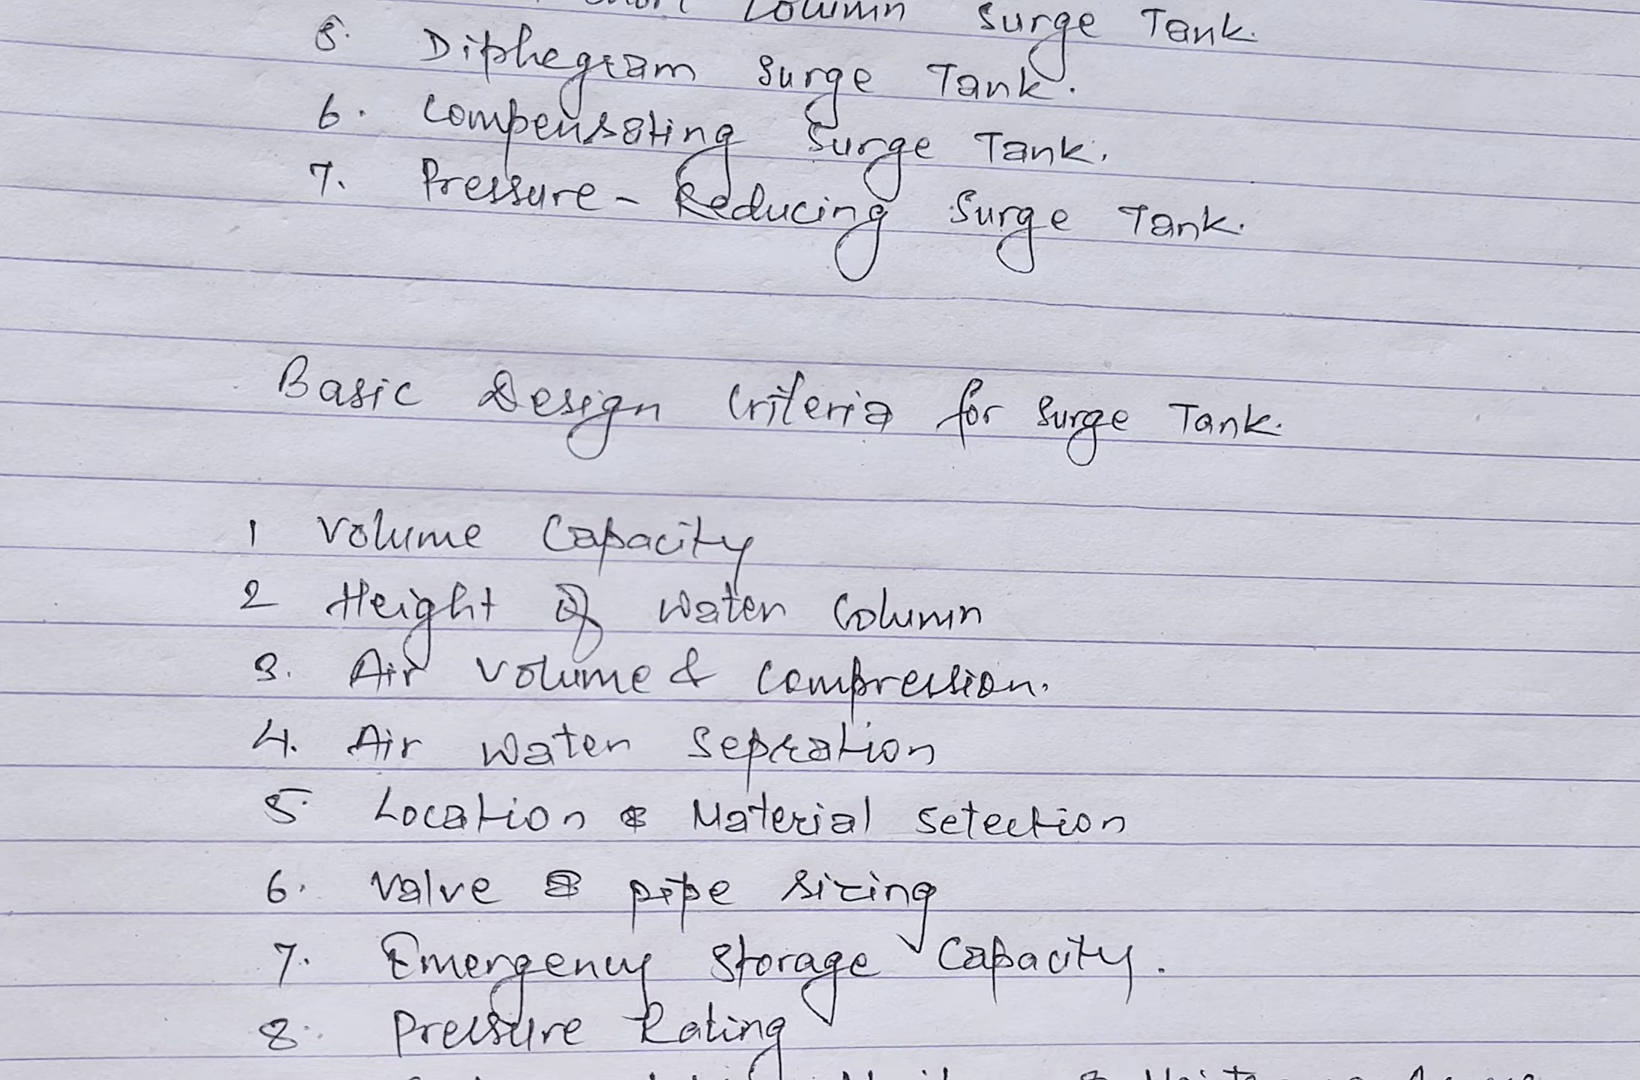 Column Surge Tank.
5. Diphegram Surge Tank.
6. Compensating Surge Tank.
7. Pressure - Reducing Surge Tank.
Basic Design Criteria for Surge Tank.
1 Volume Capacity
2 Height of water Column
3. Air volume & compression.
4. Air water Sepration
5. Location & Material Setection
6. Valve & pipe sizing
7. Emergency Storage Capacity.
8. Pressure Rating